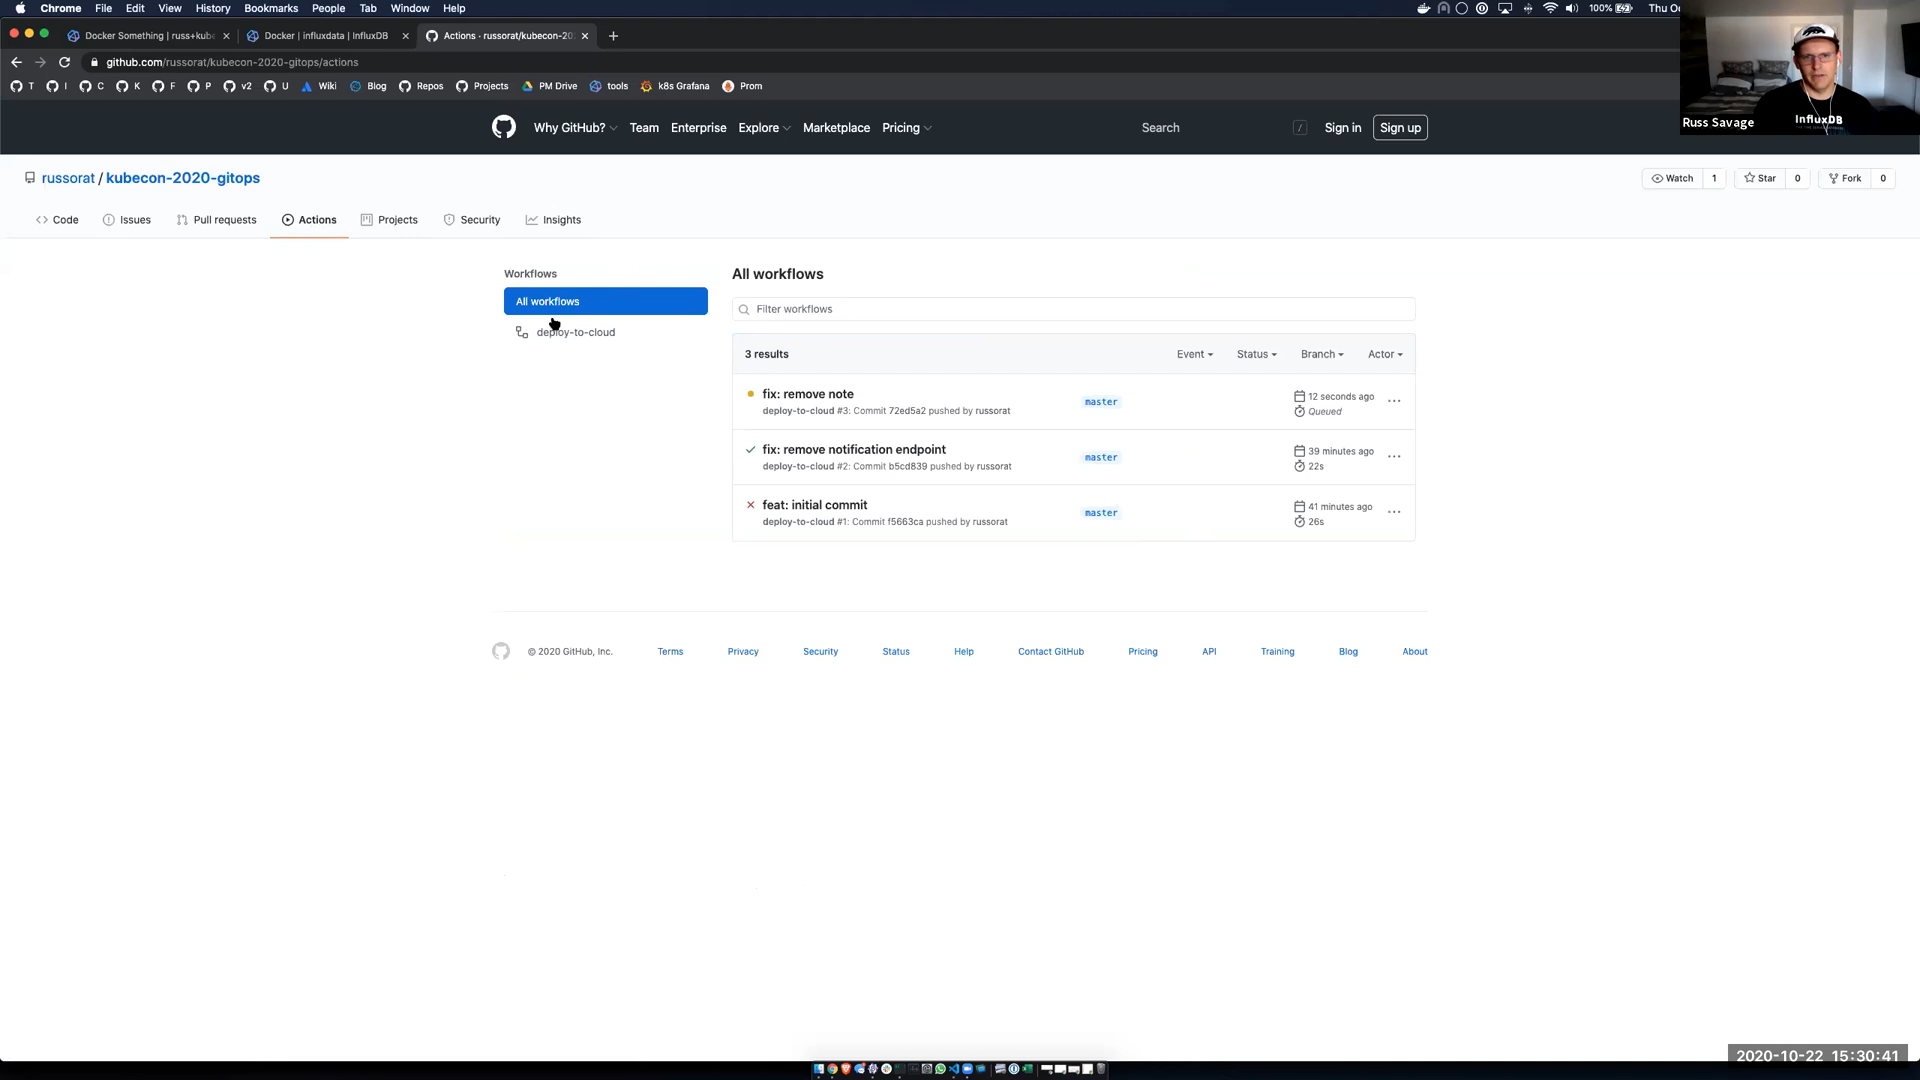 Chrome File Edit View History Bookmarks People Tab Window Help 100% Thu Oc
Docker Something | russ+kube Docker | influxdata | InfluxDB Actions · russorat/kubecon-20
github.com/russorat/kubecon-2020-gitops/actions
T I C K F P v2 U Wiki Blog Repos Projects PM Drive tools k8s Grafana Prom
Why GitHub? Team Enterprise Explore Marketplace Pricing Search / Sign in Sign up
Russ Savage
InfluxDB
russorat / kubecon-2020-gitops
Watch 1 Star 0 Fork 0
Code Issues Pull requests Actions Projects Security Insights
Workflows
All workflows
deploy-to-cloud
All workflows
Filter workflows
3 results Event Status Branch Actor
fix: remove note
deploy-to-cloud #3: Commit 72ed5a2 pushed by russorat
master
12 seconds ago
Queued
fix: remove notification endpoint
deploy-to-cloud #2: Commit b5cd839 pushed by russorat
master
39 minutes ago
22s
feat: initial commit
deploy-to-cloud #1: Commit f5663ca pushed by russorat
master
41 minutes ago
26s
© 2020 GitHub, Inc. Terms Privacy Security Status Help Contact GitHub Pricing API Training Blog About
2020-10-22 15:30:41